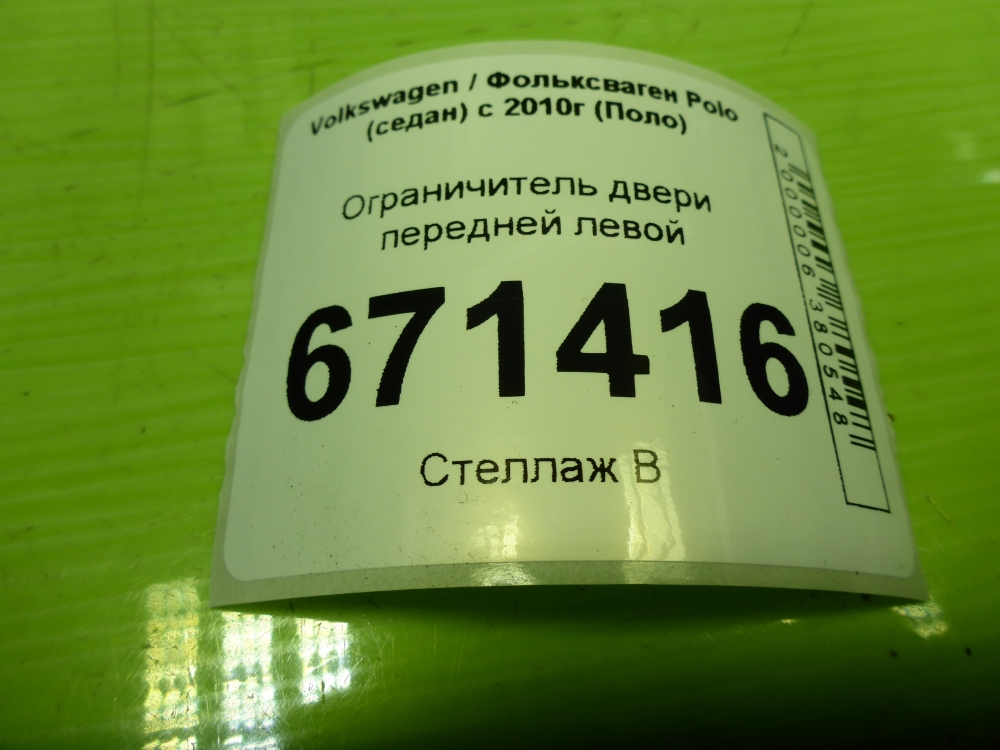 Volkswagen / Фольксваген Polo
(седан) с 2010г (Поло)
Ограничитель двери
передней левой
671416
Стеллаж В
2000006380548